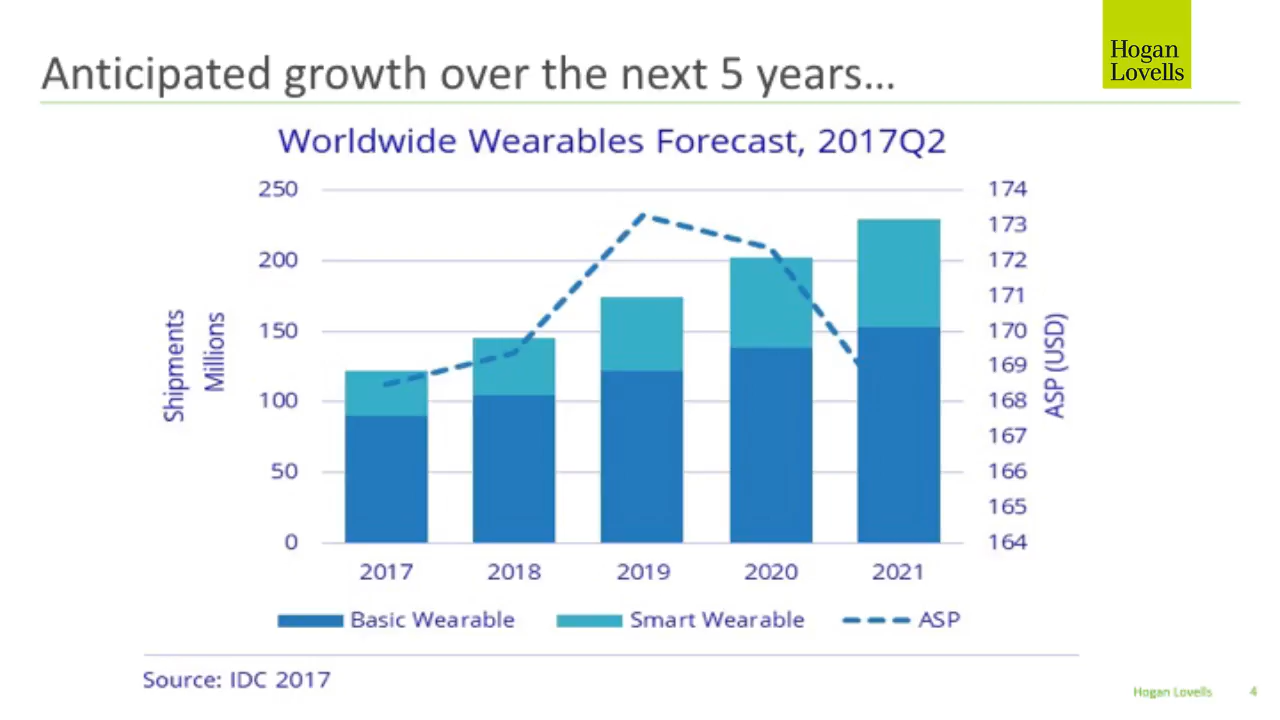 Anticipated growth over the next 5 years...
Hogan
Lovells
Worldwide Wearables Forecast, 2017Q2
250
200
150
100
50
0
Shipments
Millions
174
173
172
171
170
169
168
167
166
165
164
ASP (USD)
2017 2018 2019 2020 2021
Basic Wearable Smart Wearable ASP
Source: IDC 2017
Hogan Lovells 4